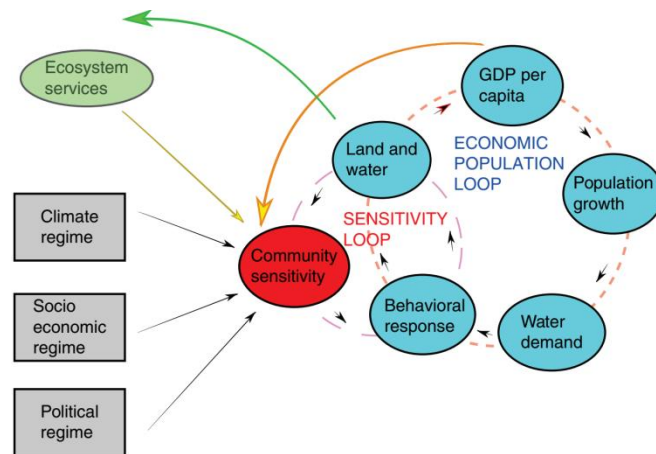 Ecosystem
services
GDP per
capita
Land and
water
ECONOMIC
POPULATION
LOOP
Population
growth
Climate
regime
SENSITIVITY
LOOP
Community
sensitivity
Socio
economic
regime
Behavioral
response
Water
demand
Political
regime